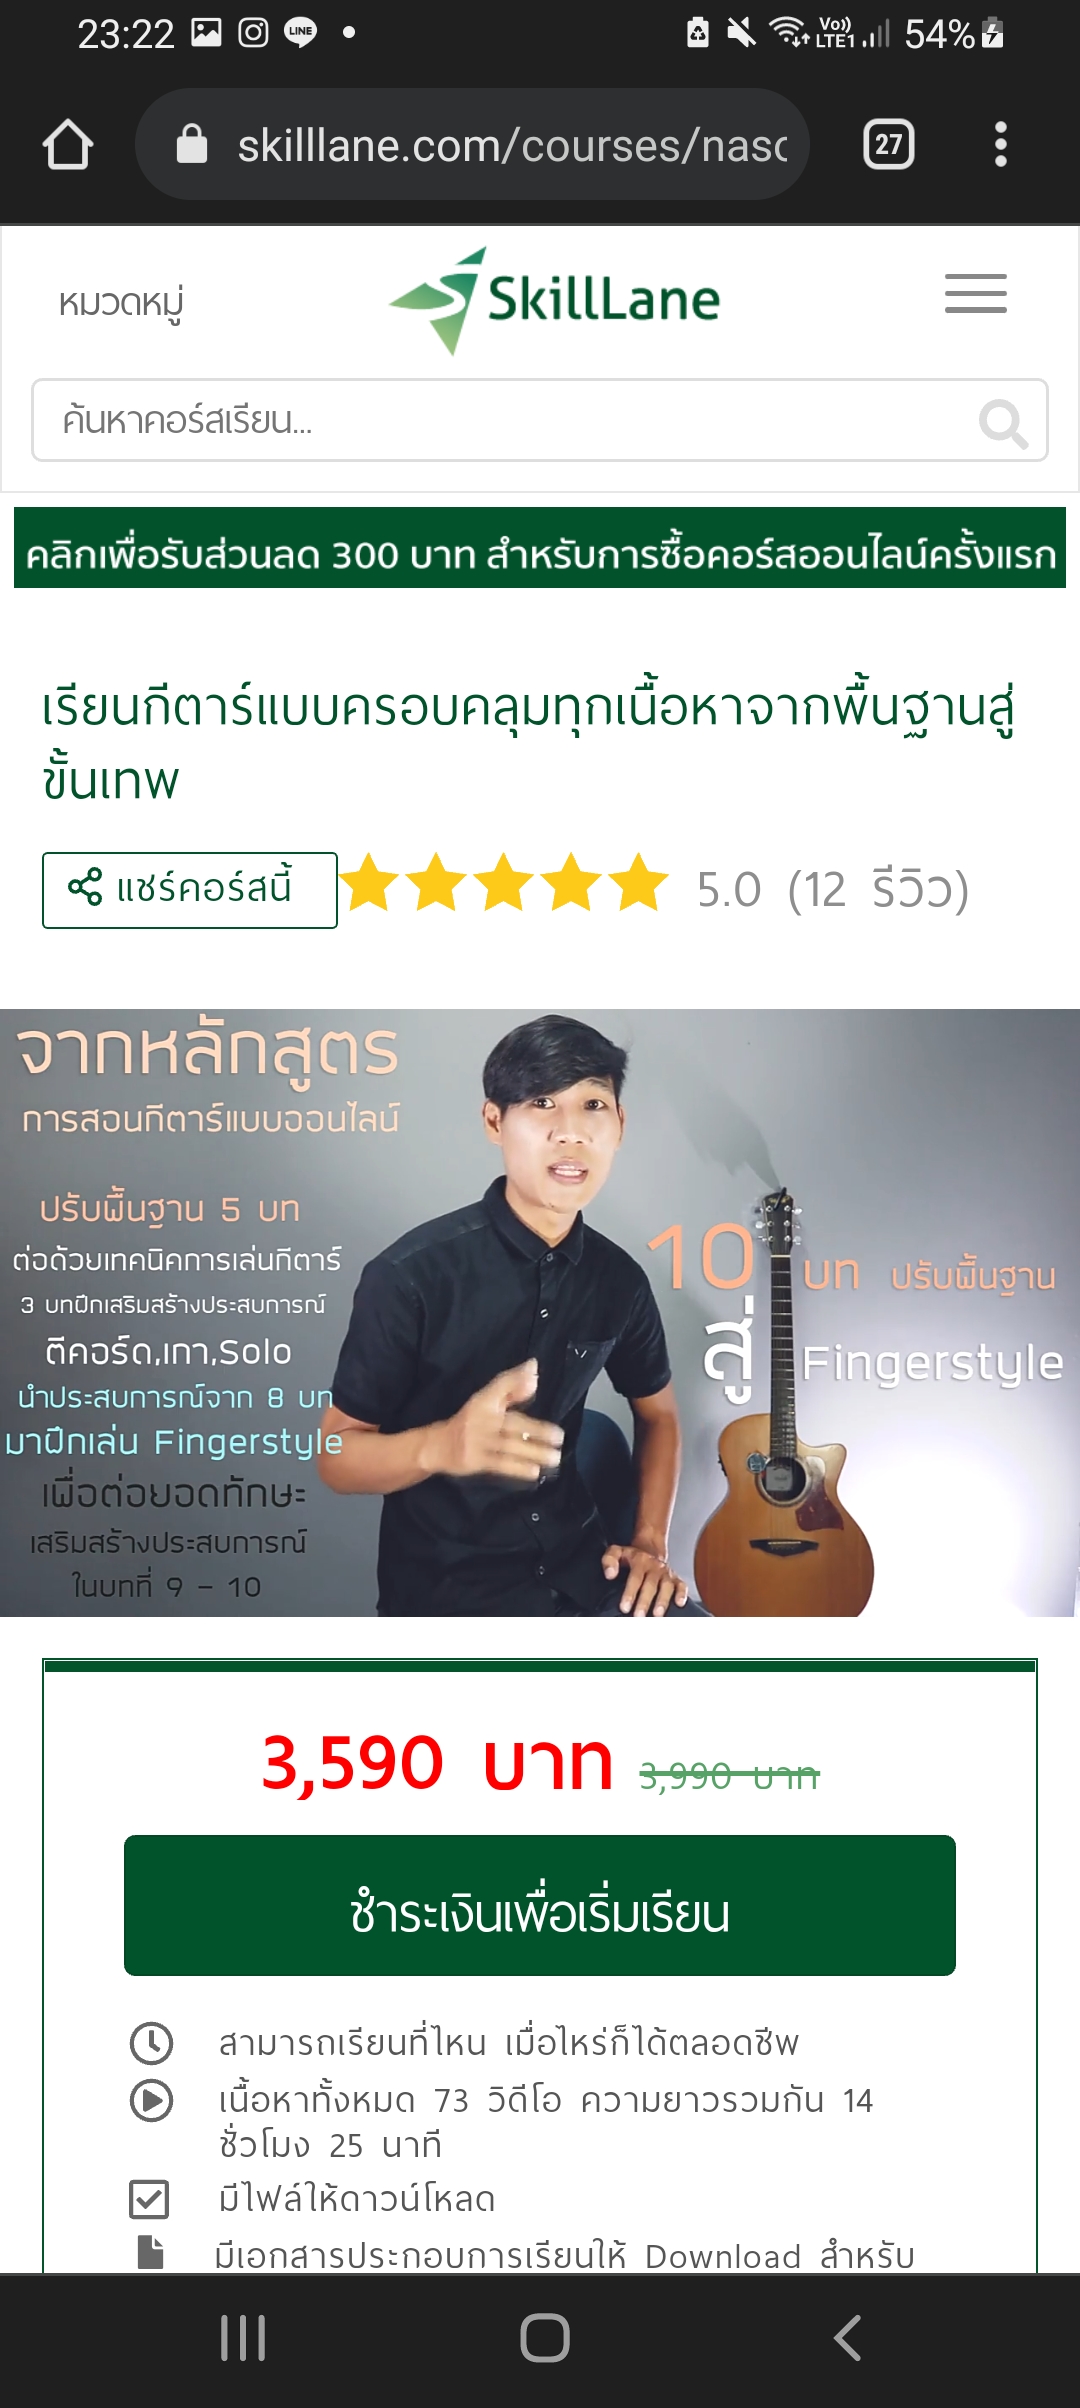 23:22
LINE
Vo))
LTE1
54%
skilllane.com/courses/nasc
27
หมวดหมู่
SkillLane
ค้นหาคอร์สเรียน...
คลิกเพื่อรับส่วนลด 300 บาท สำหรับการซื้อคอร์สออนไลน์ครั้งแรก
เรียนกีตาร์แบบครอบคลุมทุกเนื้อหาจากพื้นฐานสู่
ขั้นเทพ
แชร์คอร์สนี้
5.0 (12 รีวิว)
จากหลักสูตร
การสอนกีตาร์แบบออนไลน์
ปรับพื้นฐาน 5 บท
ต่อด้วยเทคนิคการเล่นกีตาร์
3 บทฝึกเสริมสร้างประสบการณ์
ตีคอร์ด,เกา,Solo
นำประสบการณ์จาก 8 บท
มาฝึกเล่น Fingerstyle
เพื่อต่อยอดทักษะ
เสริมสร้างประสบการณ์
ในบทที่ 9 - 10
10 บท ปรับพื้นฐาน
สู่ Fingerstyle
3,590 บาท 3,990 บาท
ชำระเงินเพื่อเริ่มเรียน
สามารถเรียนที่ไหน เมื่อไหร่ก็ได้ตลอดชีพ
เนื้อหาทั้งหมด 73 วิดีโอ ความยาวรวมกัน 14
ชั่วโมง 25 นาที
มีไฟล์ให้ดาวน์โหลด
มีเอกสารประกอบการเรียนให้ Download สำหรับ